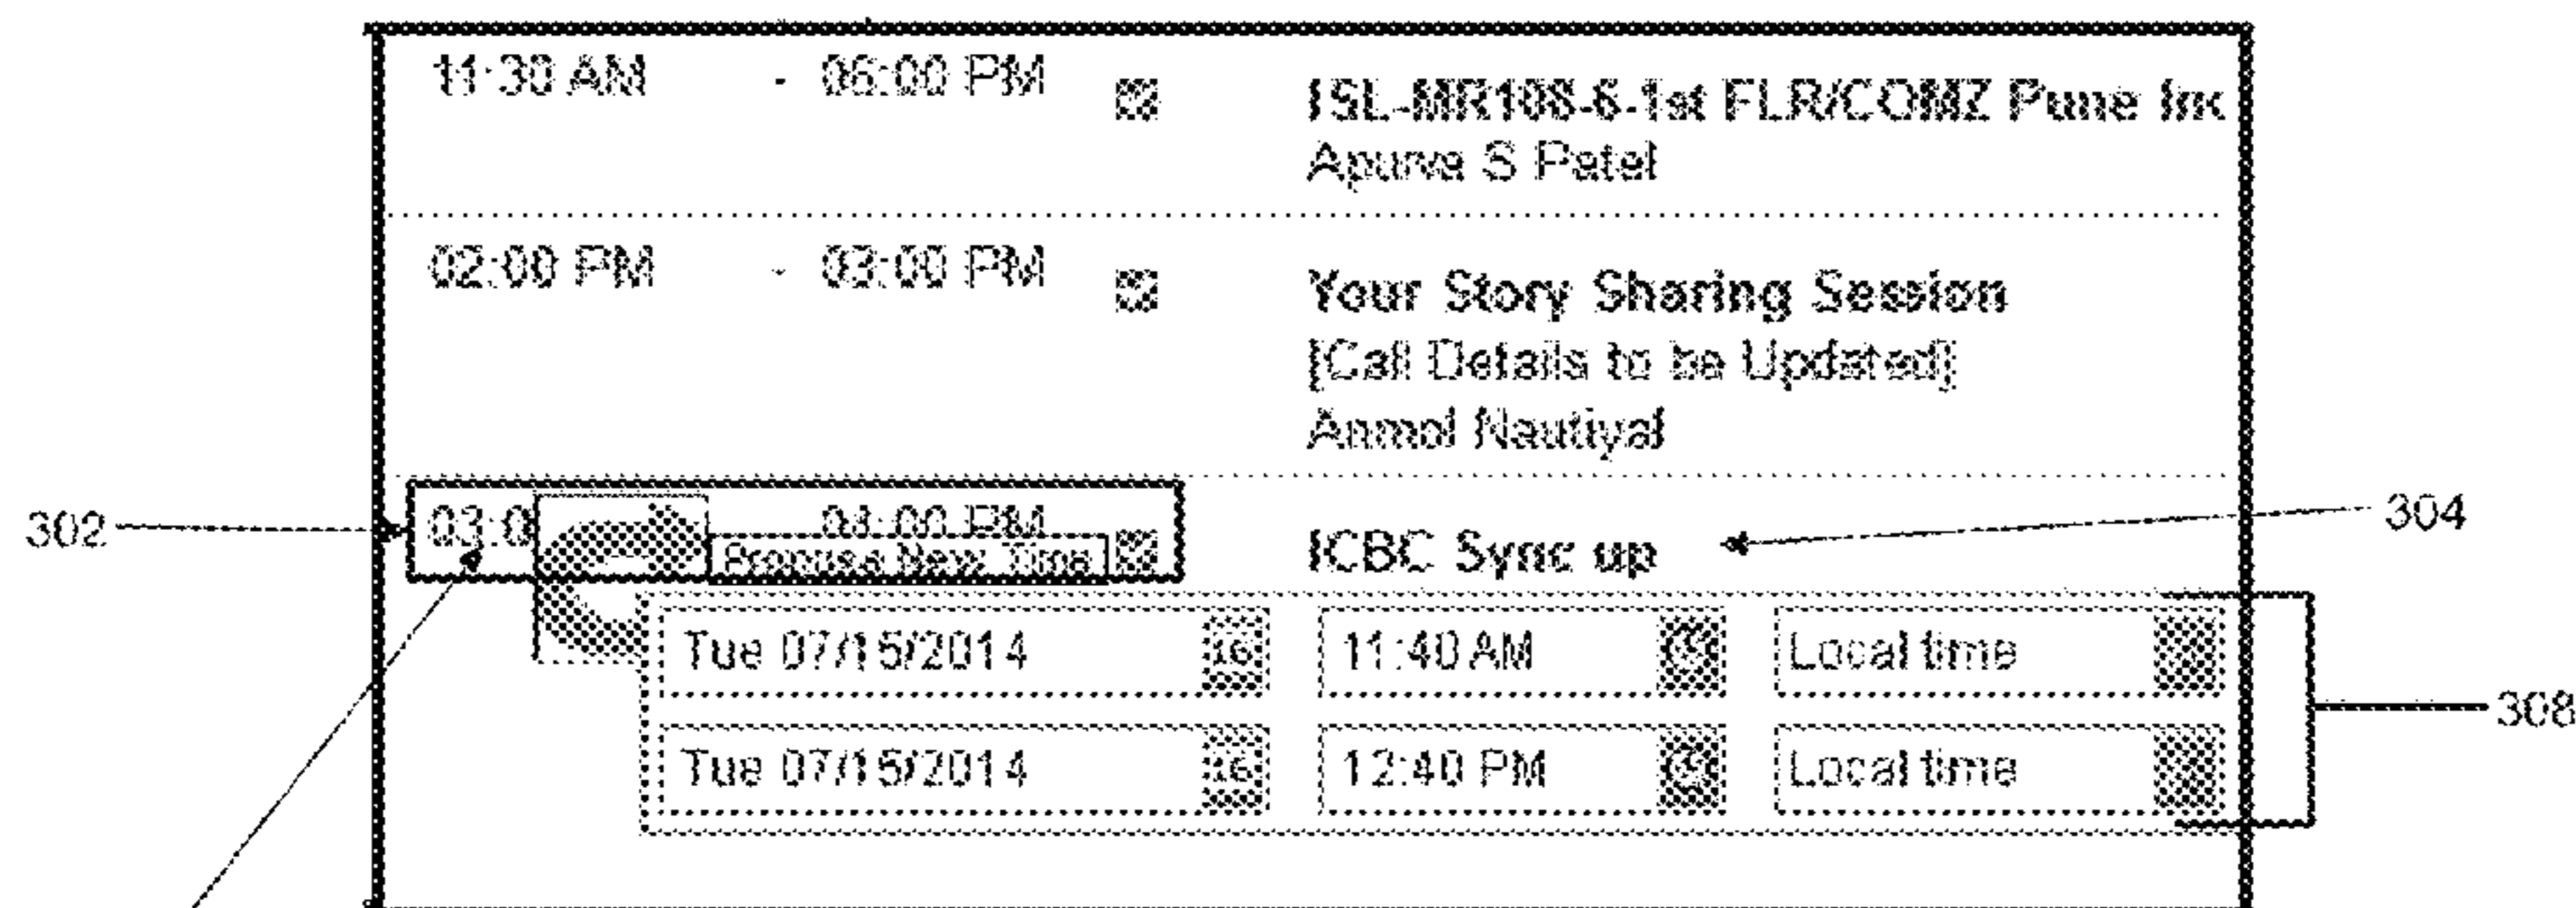 11:30 AM - 06:00 PM
ISL-MR108-6-1st FLR/COMZ Pune Inc
Apurva S Patel
02:00 PM - 03:00 PM
Your Story Sharing Session
[Call Details to be Updated]
Anmol Nautiyal
302
03:0 04:00 PM
Propose New Time
ICBC Sync up
304
Tue 07/15/2014 16 11:40 AM Local time
308
Tue 07/15/2014 16 12:40 PM Local time